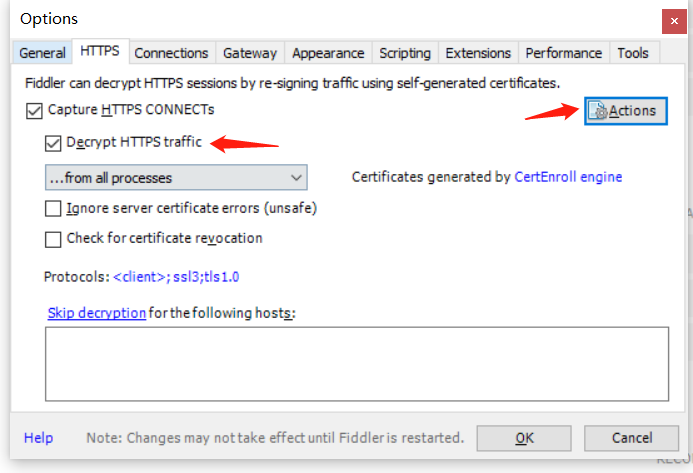 Options
General HTTPS Connections Gateway Appearance Scripting Extensions Performance Tools
Fiddler can decrypt HTTPS sessions by re-signing traffic using self-generated certificates.
Capture HTTPS CONNECTs
Actions
Decrypt HTTPS traffic
...from all processes
Certificates generated by CertEnroll engine
Ignore server certificate errors (unsafe)
Check for certificate revocation
Protocols: <client>; ssl3;tls1.0
Skip decryption for the following hosts:
Help
Note: Changes may not take effect until Fiddler is restarted.
OK
Cancel